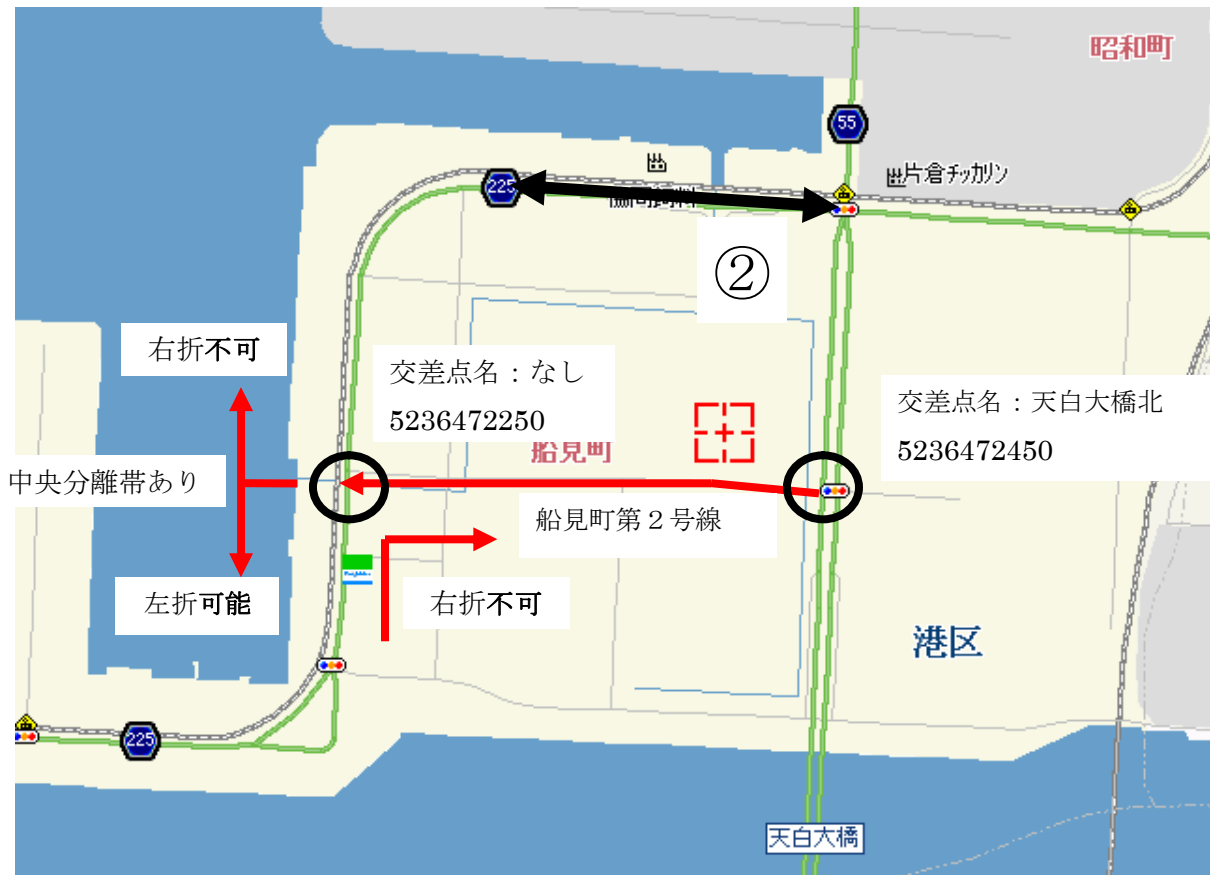 昭和町
55
片倉チッカリン
225
②
右折不可
交差点名：なし
5236472250
交差点名：天白大橋北
5236472450
船見町
中央分離帯あり
船見町第２号線
左折可能
右折不可
港区
225
天白大橋